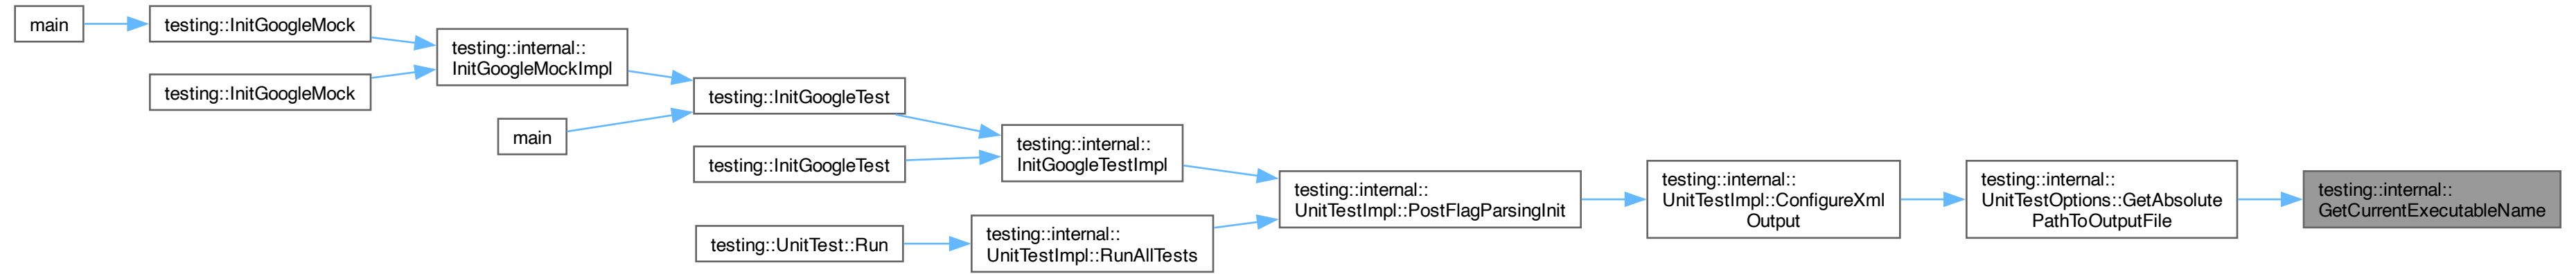 main
testing::InitGoogleMock
testing::InitGoogleMock
testing::internal::
InitGoogleMockImpl
testing::InitGoogleTest
main
testing::InitGoogleTest
testing::internal::
InitGoogleTestImpl
testing::UnitTest::Run
testing::internal::
UnitTestImpl::RunAllTests
testing::internal::
UnitTestImpl::PostFlagParsingInit
testing::internal::
UnitTestImpl::ConfigureXml
Output
testing::internal::
UnitTestOptions::GetAbsolute
PathToOutputFile
testing::internal::
GetCurrentExecutableName